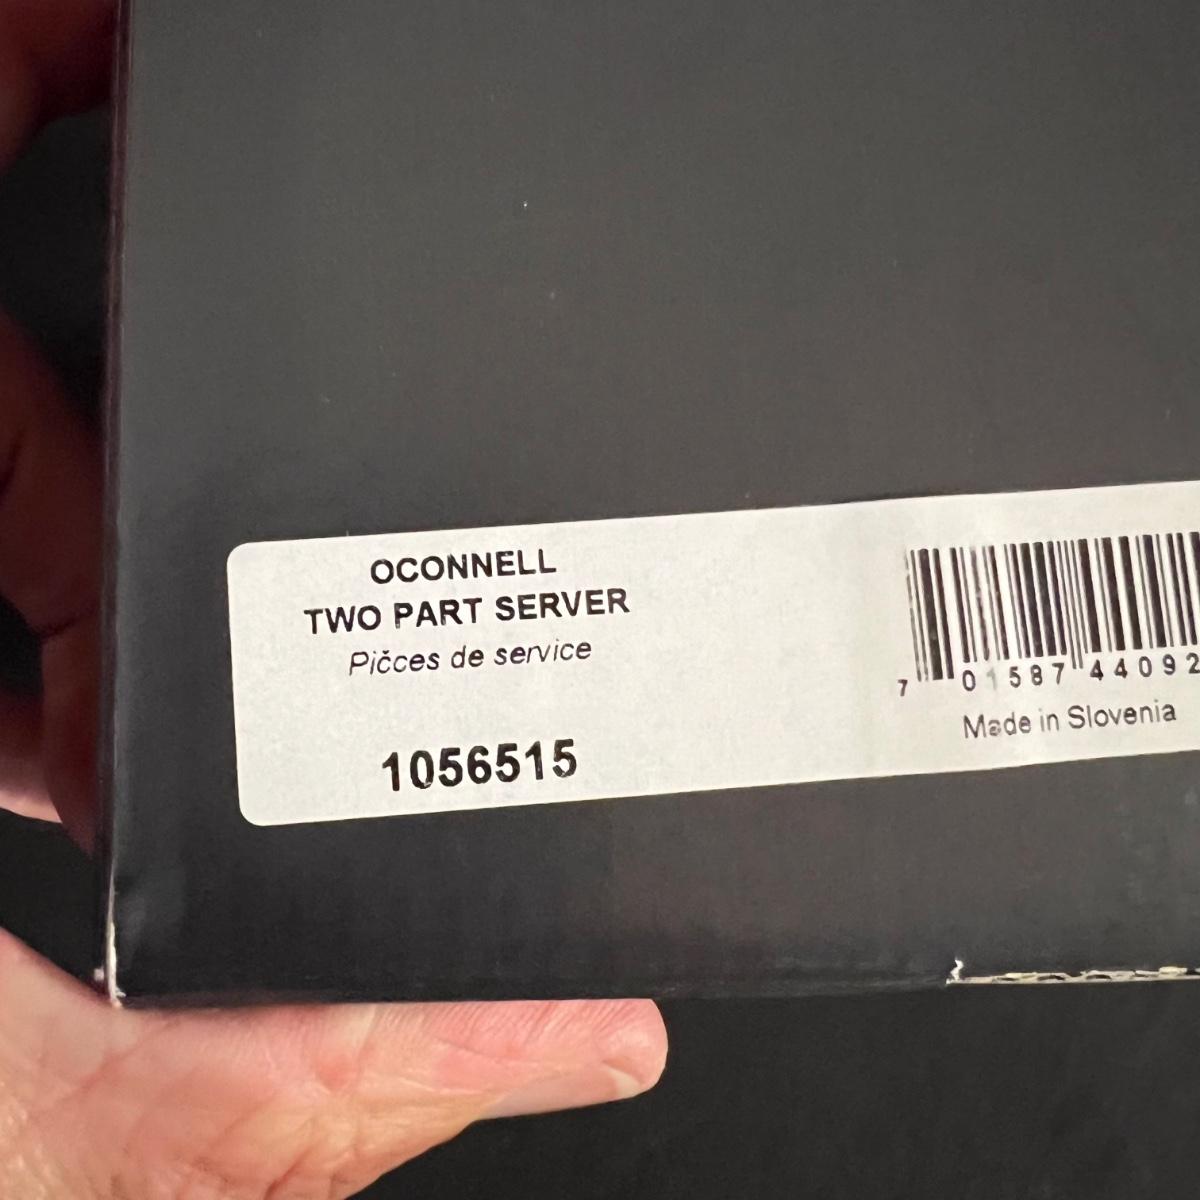 OCONNELL
TWO PART SERVER
Pičces de service
1056515
7 01587 44092
Made in Slovenia